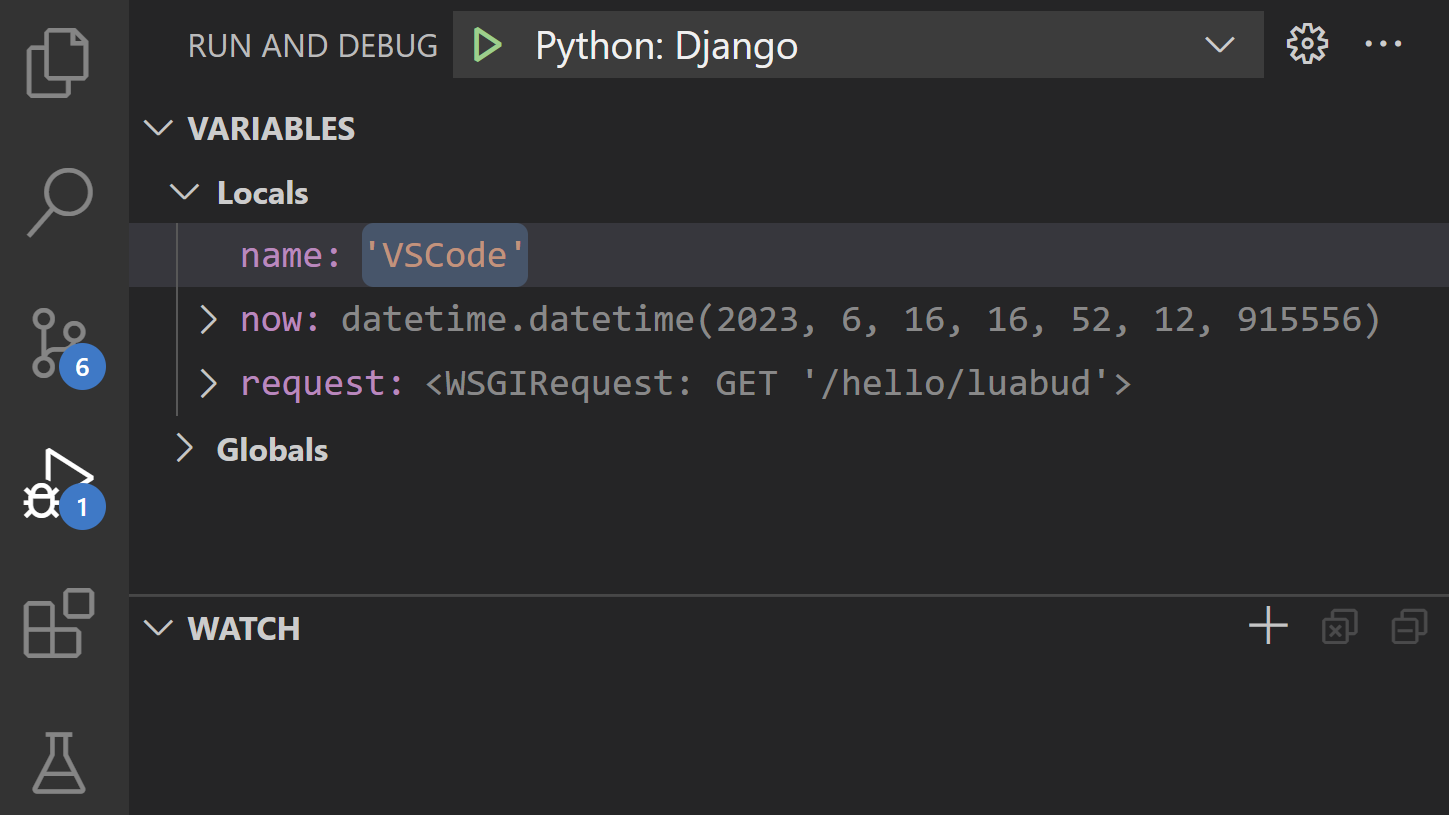 RUN AND DEBUG Python: Django
VARIABLES
Locals
name: 'VSCode'
now: datetime.datetime(2023, 6, 16, 16, 52, 12, 915556)
request: <WSGIRequest: GET '/hello/luabud'>
Globals
WATCH
6
1